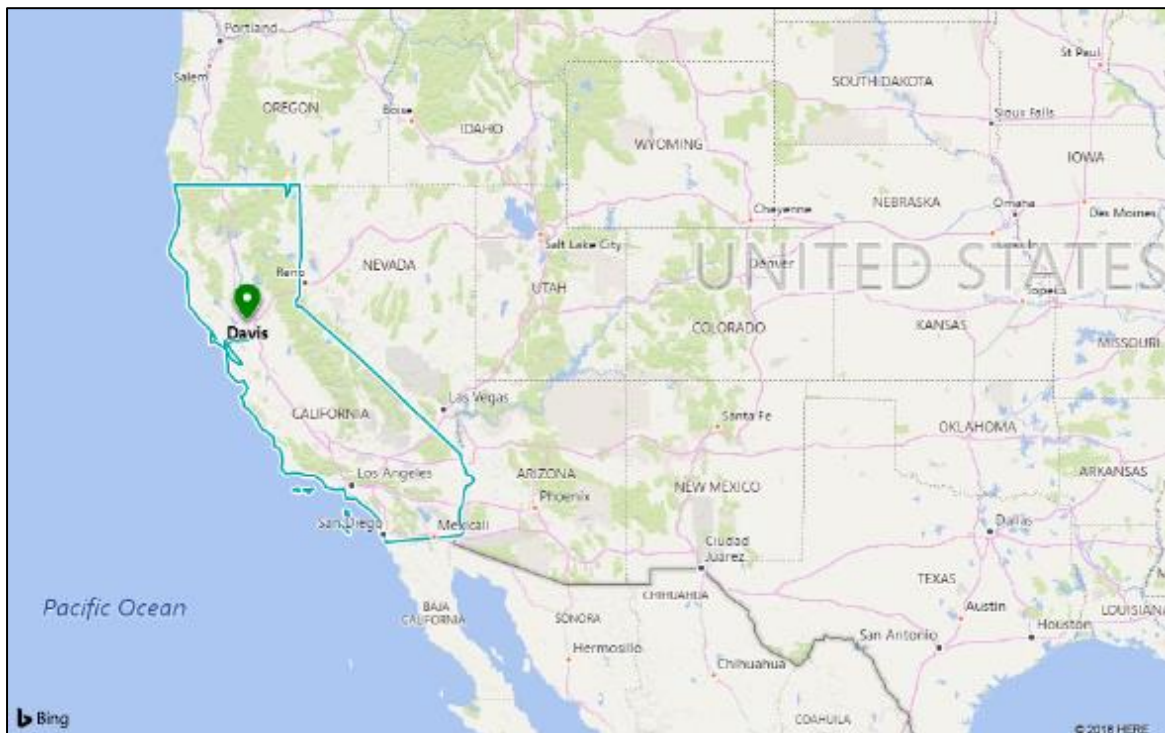 Portland
St Paul
Salem
SOUTH DAKOTA
OREGON
Boise
IDAHO
Sioux Falls
WYOMING
IOWA
NEBRASKA
Omaha
Cheyenne
Des Moines
Salt Lake City
Reno
NEVADA
UNITED STATES
Denver
UTAH
Topeka
Davis
COLORADO
KANSAS
MISSOURI
Las Vegas
CALIFORNIA
Santa Fe
OKLAHOMA
Los Angeles
ARIZONA
ARKANSAS
Phoenix
NEW MEXICO
San Diego
Mexicali
Dallas
Ciudad
Juárez
CHIHUAHUA
TEXAS
Pacific Ocean
BAJA
CALIFORNIA
SONORA
Austin
LOUISIANA
Houston
San Antonio
Hermosillo
Chihuahua
COAHUILA
Bing
© 2018 HERE